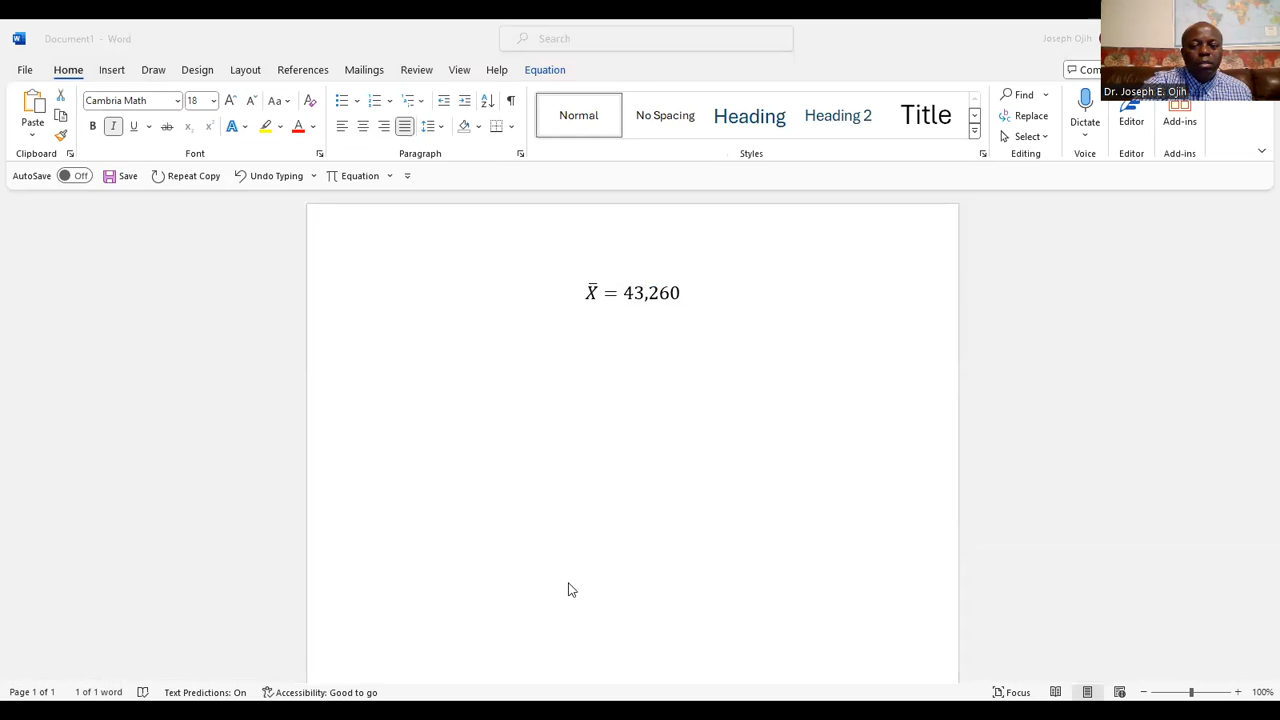 Document1 - Word
Search
Joseph Ojih
File Home Insert Draw Design Layout References Mailings Review View Help Equation
Com
Dr. Joseph E. Ojih
Paste
Cambria Math 18
Normal No Spacing Heading Heading 2 Title
Find
Replace
Select
Dictate
Editor
Add-ins
Clipboard Font Paragraph Styles Editing Voice Editor Add-ins
AutoSave Off Save Repeat Copy Undo Typing Equation
X̄ = 43,260
Page 1 of 1 1 of 1 word Text Predictions: On Accessibility: Good to go Focus 100%